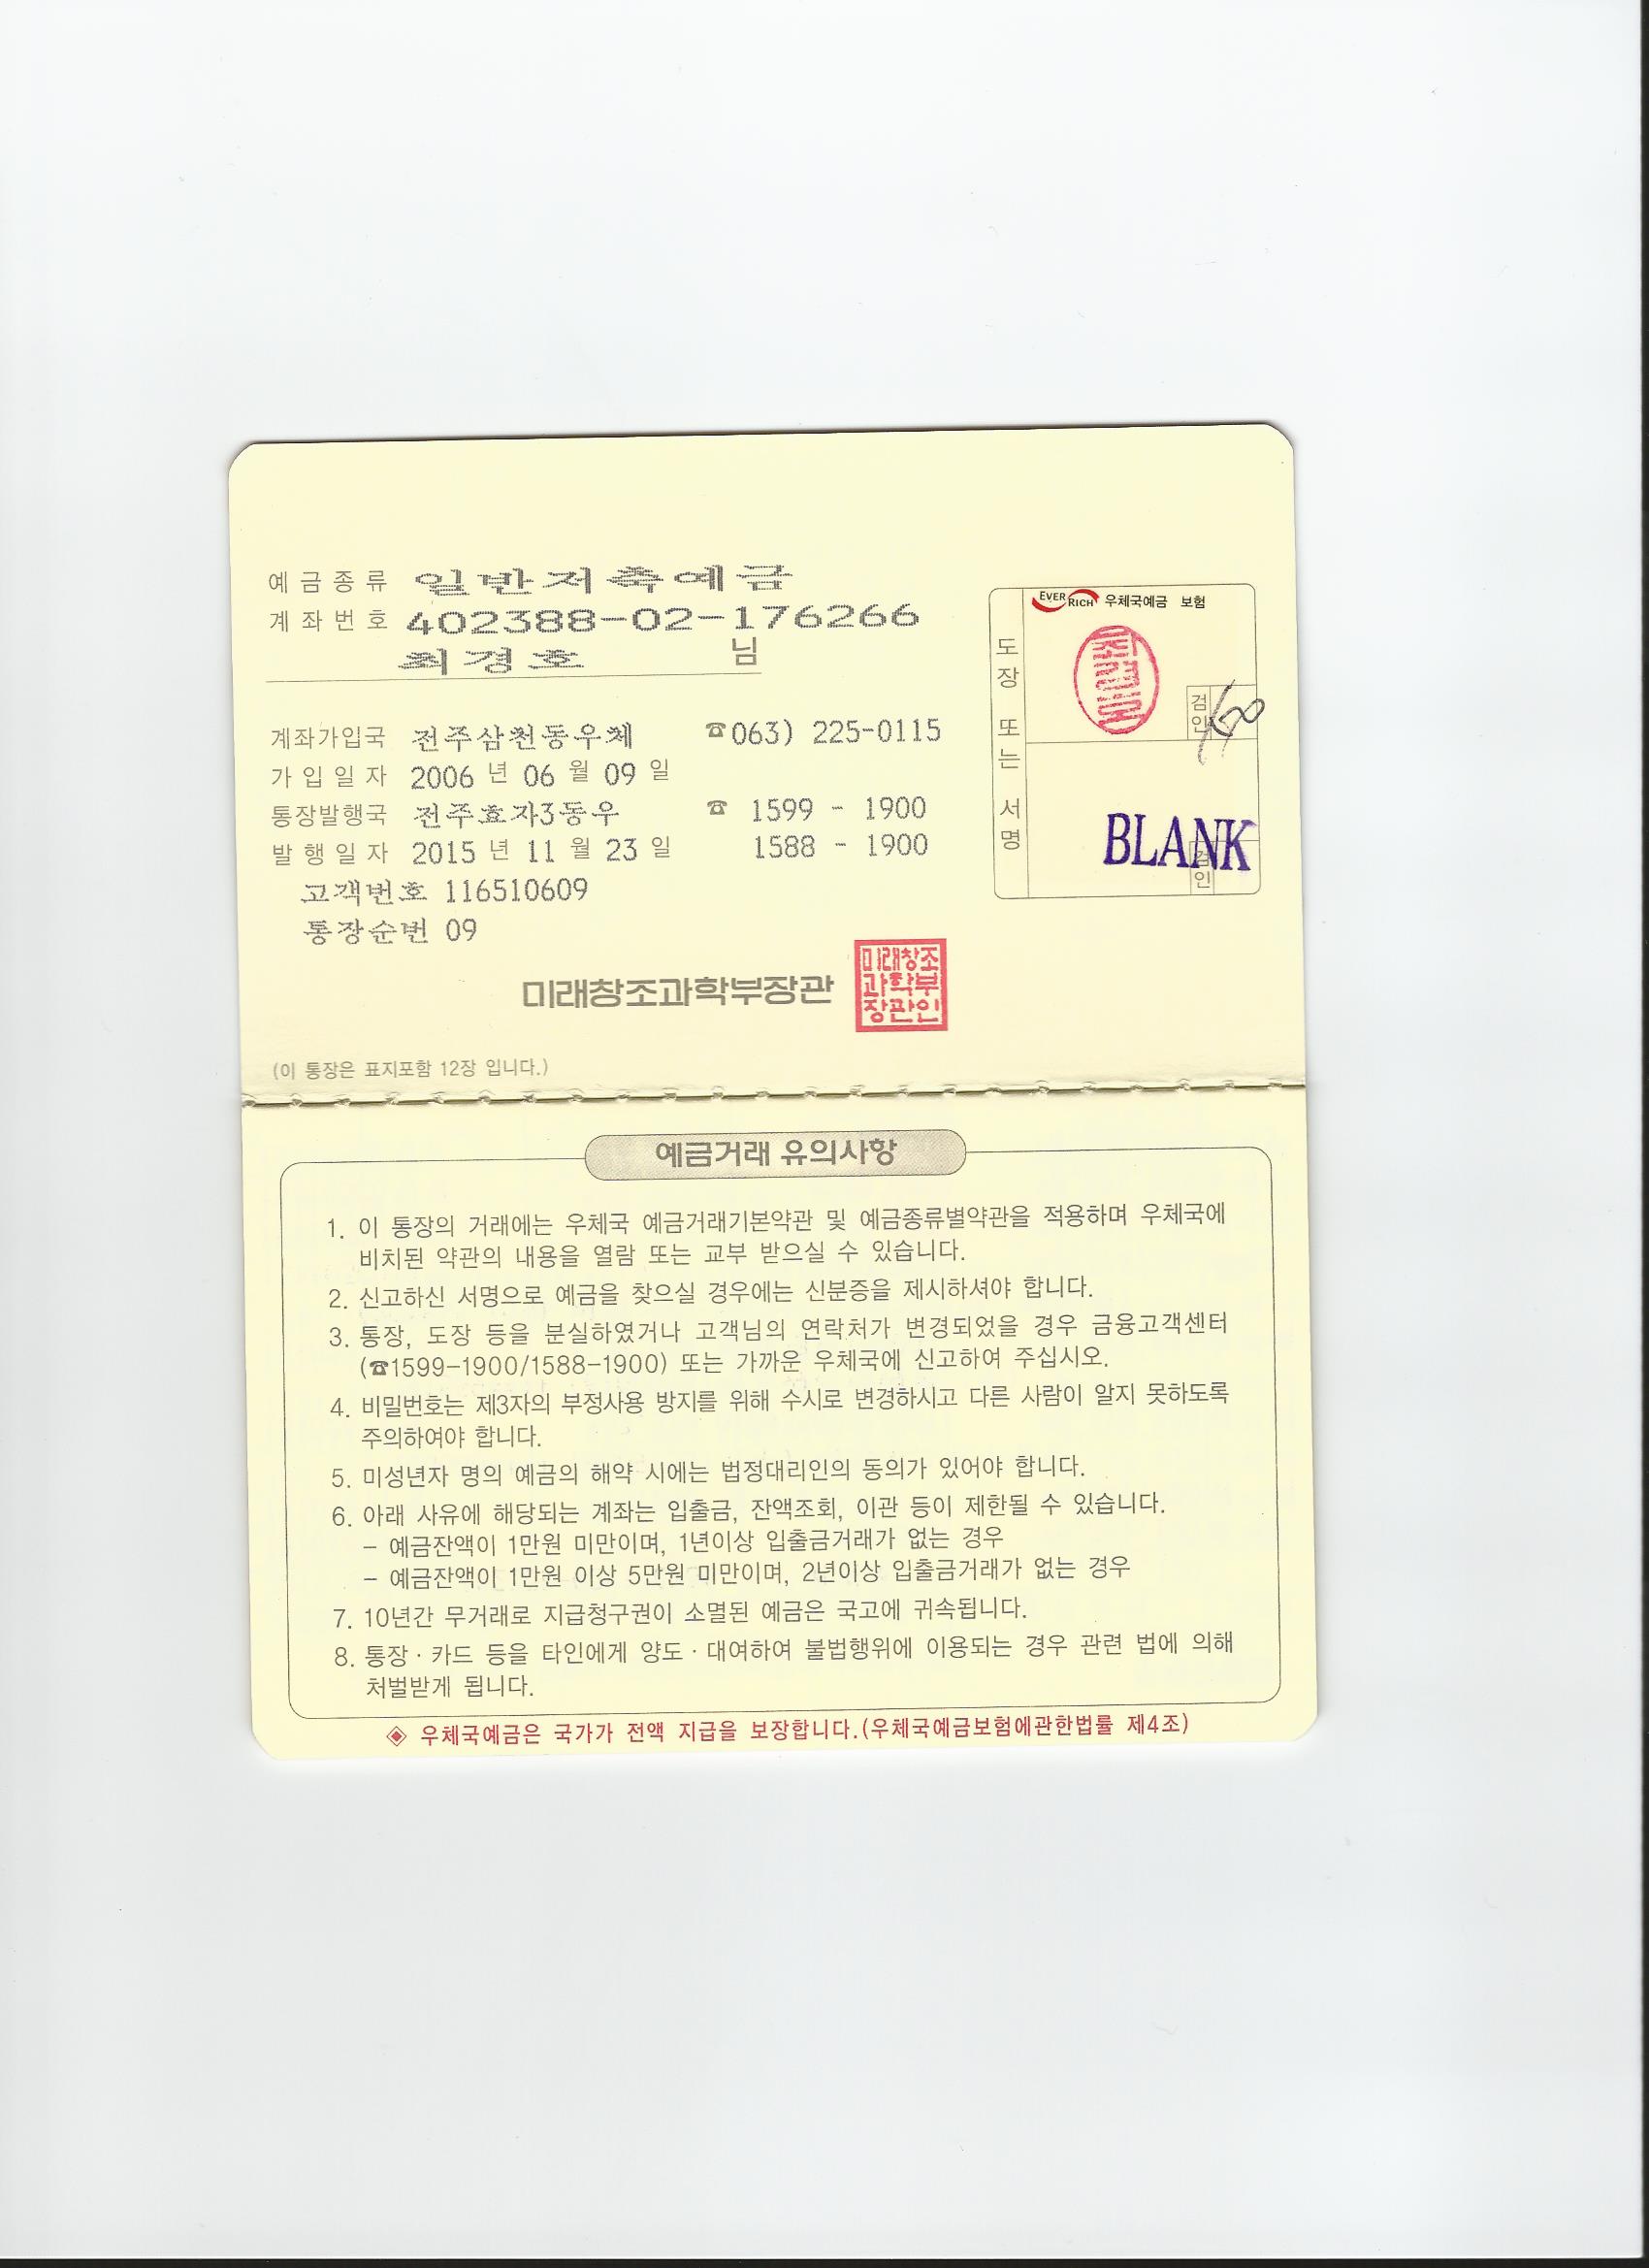 예 금 종 류 일반저축예금
계 좌 번 호 402388-02-176266
최경호 님
계좌가입국 전주삼천동우체 ☎063) 225-0115
가 입 일 자 2006 년 06 월 09 일
통장발행국 전주효자3동우 ☎ 1599 - 1900
발 행 일 자 2015 년 11 월 23 일 1588 - 1900
고객번호 116510609
통장순번 09
미래창조과학부장관
미래창조
과학부
장관인
(이 통장은 표지포함 12장 입니다.)
도장 또는 서명
EVER RICH 우체국예금 보험
검인
BLANK
검인
예금거래 유의사항
1. 이 통장의 거래에는 우체국 예금거래기본약관 및 예금종류별약관을 적용하며 우체국에
비치된 약관의 내용을 열람 또는 교부 받으실 수 있습니다.
2. 신고하신 서명으로 예금을 찾으실 경우에는 신분증을 제시하셔야 합니다.
3. 통장, 도장 등을 분실하였거나 고객님의 연락처가 변경되었을 경우 금융고객센터
(☎1599-1900/1588-1900) 또는 가까운 우체국에 신고하여 주십시오.
4. 비밀번호는 제3자의 부정사용 방지를 위해 수시로 변경하시고 다른 사람이 알지 못하도록
주의하여야 합니다.
5. 미성년자 명의 예금의 해약 시에는 법정대리인의 동의가 있어야 합니다.
6. 아래 사유에 해당되는 계좌는 입출금, 잔액조회, 이관 등이 제한될 수 있습니다.
- 예금잔액이 1만원 미만이며, 1년이상 입출금거래가 없는 경우
- 예금잔액이 1만원 이상 5만원 미만이며, 2년이상 입출금거래가 없는 경우
7. 10년간 무거래로 지급청구권이 소멸된 예금은 국고에 귀속됩니다.
8. 통장 · 카드 등을 타인에게 양도 · 대여하여 불법행위에 이용되는 경우 관련 법에 의해
처벌받게 됩니다.
◈ 우체국예금은 국가가 전액 지급을 보장합니다.(우체국예금보험에관한법률 제4조)